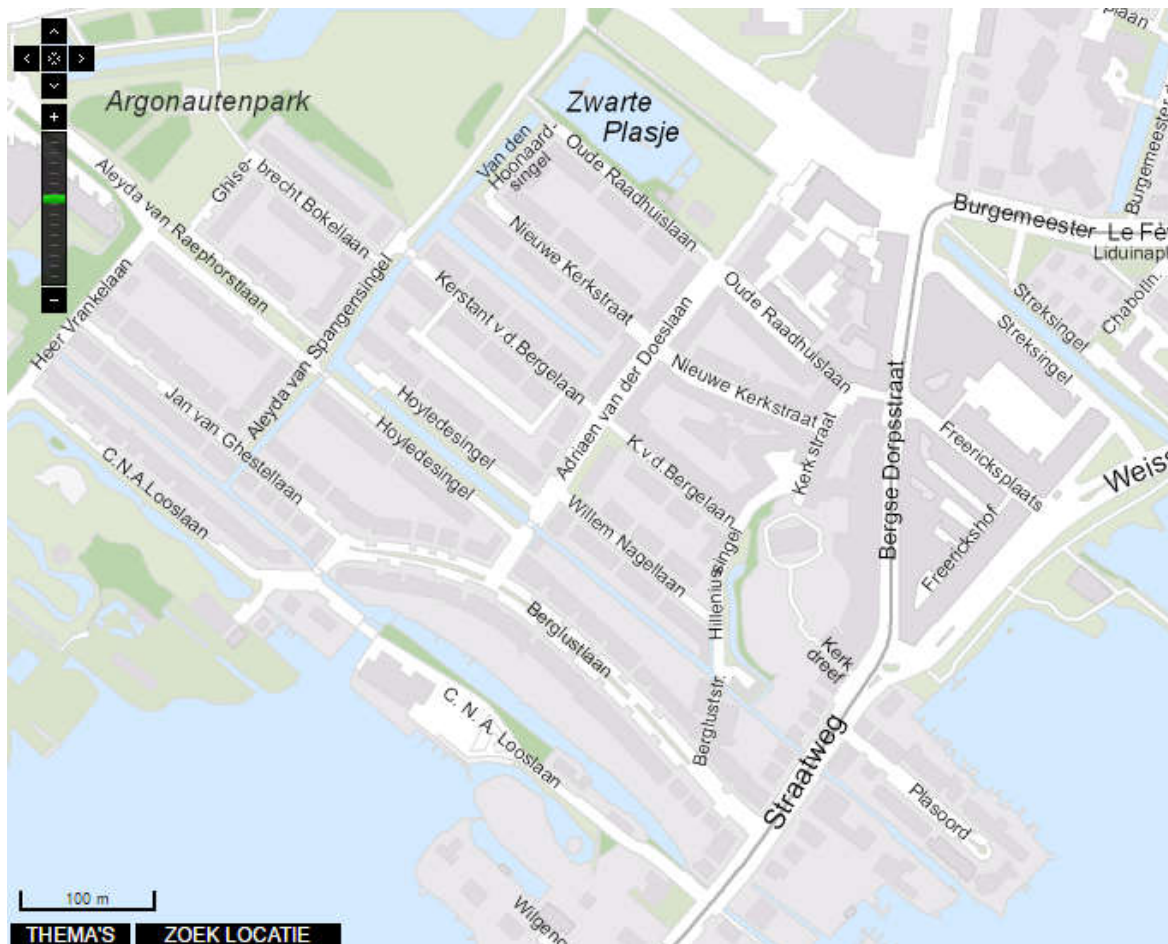 Argonautenpark
Zwarte
Plasje
Van den
Hoonaard-
singel
Oude Raadhuislaan
Ghise-
brecht Bokellaan
Aleyda van Raephorstlaan
Burgemeester
Burgemeester Le Fè
Liduinapl
Heer Vrankelaan
Aleyda van Spangensingel
Nieuwe Kerkstraat
Kerstant v.d.Bergelaan
Adriaen van der Doeslaan
Oude Raadhuislaan
Streksingel
Streksingel
Chabolin.
Nieuwe Kerkstraat
Jan van Ghestellaan
Hoyledesingel
Hoyledesingel
C.N.A.Looslaan
K.v.d.Bergelaan
Kerkstraat
Bergse Dorpsstraat
Freericksplaats
Weiss
Willem Nagellaan
Freerickshof
Hilleniussingel
Berglustlaan
Kerk
dreef
C. N. A. Looslaan
Bergluststr.
Straatweg
Plasoord
Wilgenc
100 m
THEMA'S
ZOEK LOCATIE